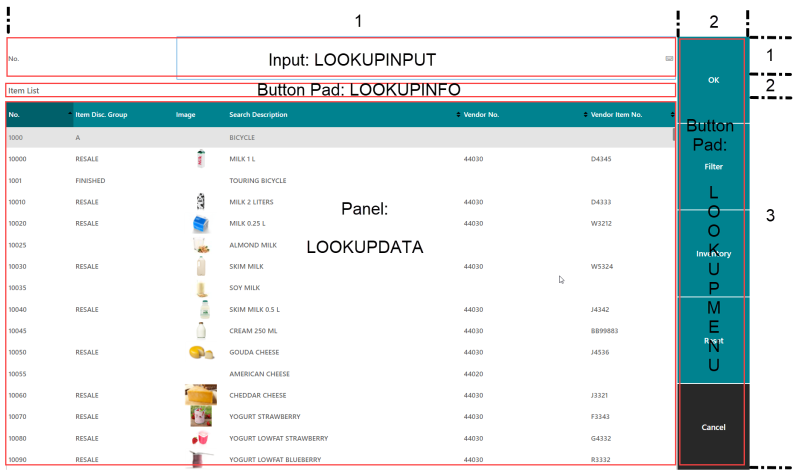 1
2
No.
Input: LOOKUPINPUT
1
Item List
Button Pad: LOOKUPINFO
2
OK
Filter
Inventory
Reset
Cancel
Button
Pad:
L
O
O
K
U
P
M
E
N
U
3
No. Item Disc. Group Image Search Description Vendor No. Vendor Item No.
1000 A BICYCLE
10000 RESALE MILK 1 L 44030 D4345
1001 FINISHED TOURING BICYCLE
10010 RESALE MILK 2 LITERS 44030 D4333
10020 RESALE MILK 0.25 L 44030 W3212
10025 ALMOND MILK
10030 RESALE SKIM MILK 44030 W5324
10035 SOY MILK
10040 RESALE SKIM MILK 0.5 L 44030 J4342
10045 CREAM 250 ML 44030 BB99883
10050 RESALE GOUDA CHEESE 44030 J4536
10055 AMERICAN CHEESE 44020
10060 RESALE CHEDDAR CHEESE 44030 J3321
10070 RESALE YOGURT STRAWBERRY 44030 F3343
10080 RESALE YOGURT LOWFAT STRAWBERRY 44030 G4332
10090 RESALE YOGURT LOWFAT BLUEBERRY 44030 R3332
Panel:
LOOKUPDATA